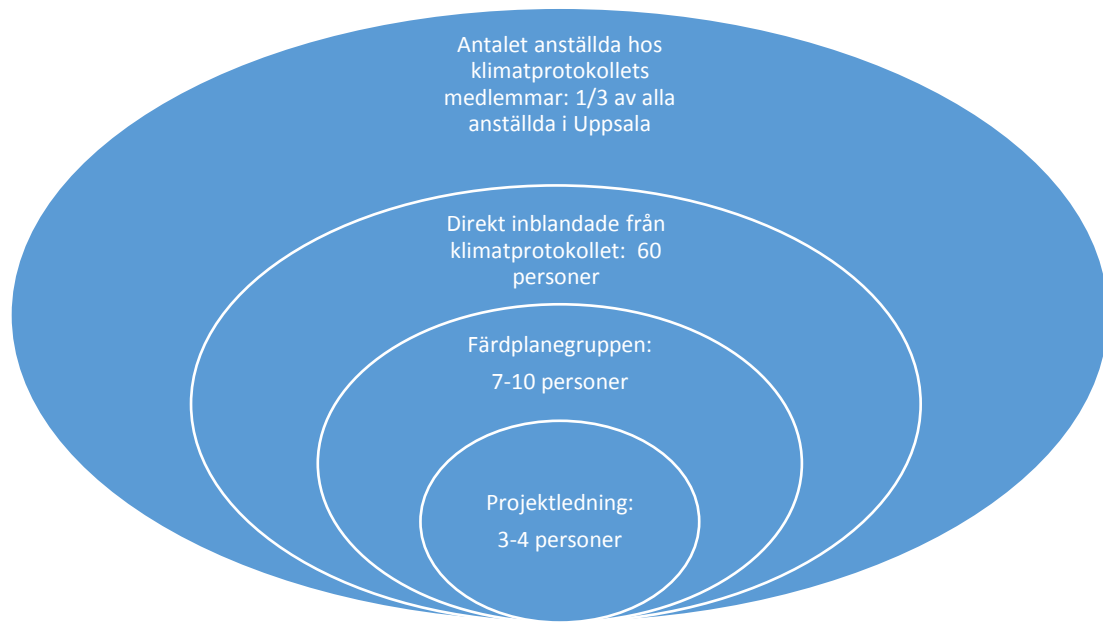 Antalet anställda hos
klimatprotokollets
medlemmar: 1/3 av alla
anställda i Uppsala
Direkt inblandade från
klimatprotokollet:  60
personer
Färdplanegruppen:
7-10 personer
Projektledning:
3-4 personer